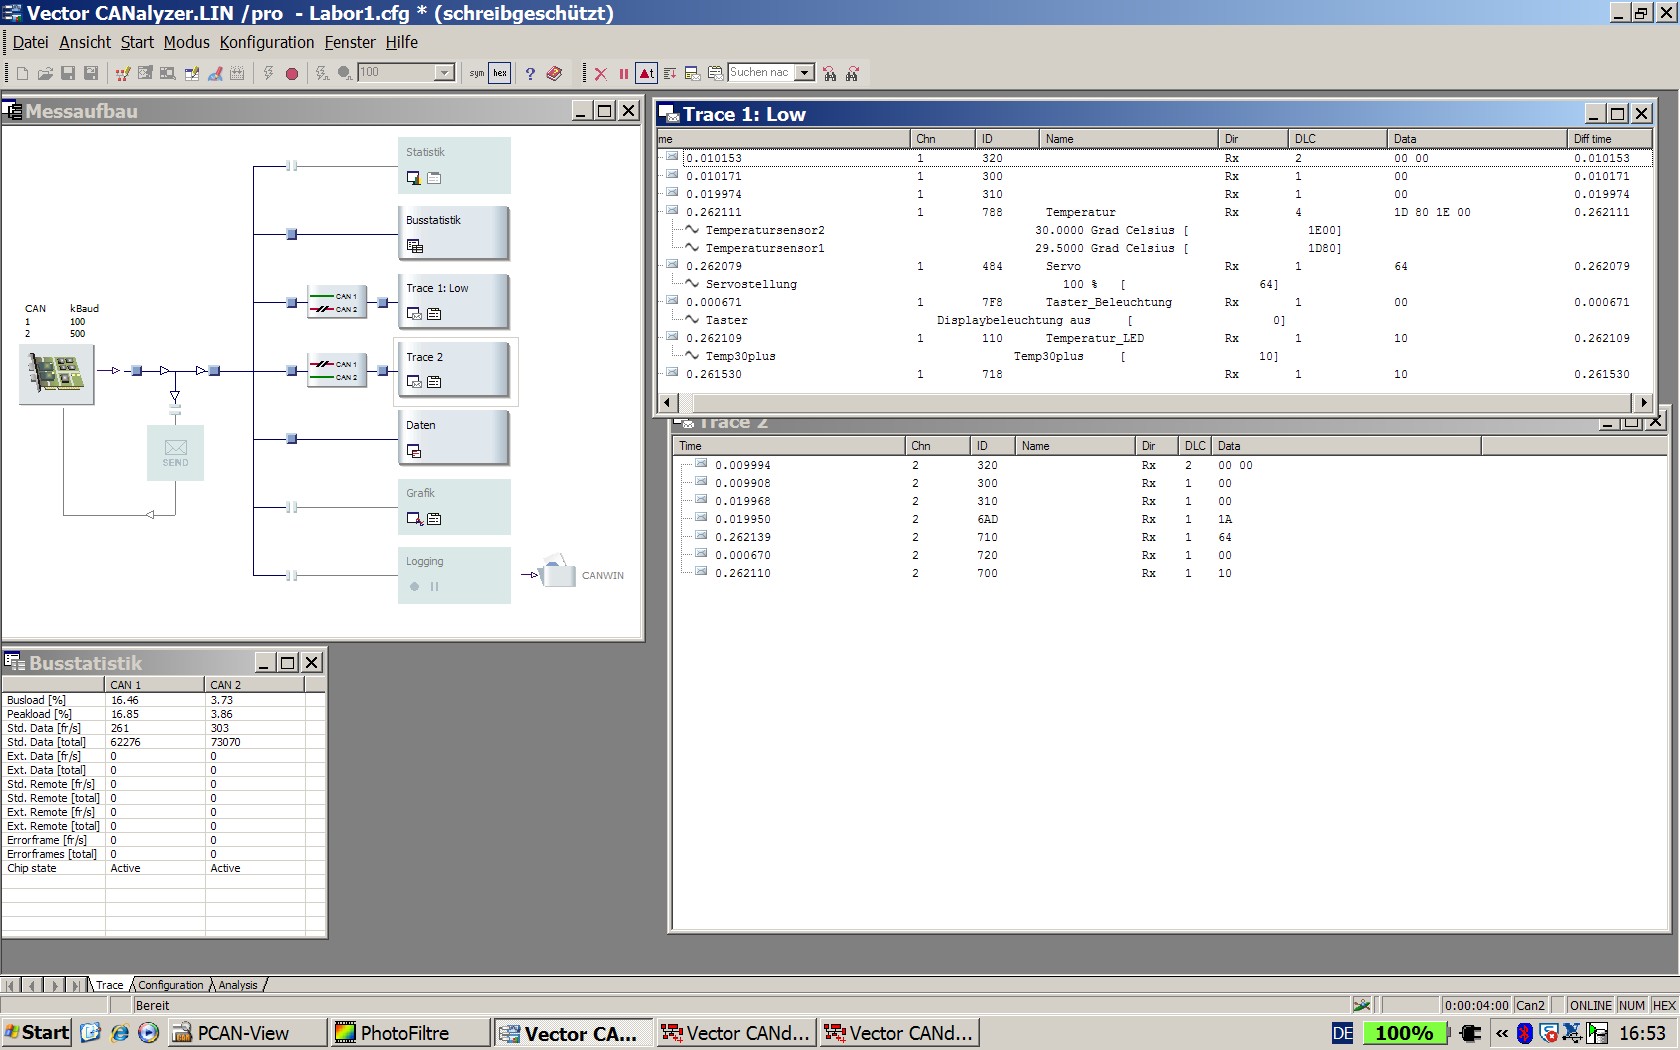 Vector CANalyzer.LIN /pro - Labor1.cfg * (schreibgeschützt)
Datei Ansicht Start Modus Konfiguration Fenster Hilfe
100 sym hex ? Suchen nac
Messaufbau
Statistik
Busstatistik
Trace 1: Low
CAN 1
CAN 2
Trace 2
CAN 1
CAN 2
Daten
Grafik
Logging
CANWIN
CAN kBaud
1 100
2 500
SEND
Trace 1: Low
me Chn ID Name Dir DLC Data Diff time
0.010153 1 320 Rx 2 00 00 0.010153
0.010171 1 300 Rx 1 00 0.010171
0.019974 1 310 Rx 1 00 0.019974
0.262111 1 788 Temperatur Rx 4 1D 80 1E 00 0.262111
Temperatursensor2 30.0000 Grad Celsius [ 1E00]
Temperatursensor1 29.5000 Grad Celsius [ 1D80]
0.262079 1 484 Servo Rx 1 64 0.262079
Servostellung 100 % [ 64]
0.000671 1 7F8 Taster_Beleuchtung Rx 1 00 0.000671
Taster Displaybeleuchtung aus [ 0]
0.262109 1 110 Temperatur_LED Rx 1 10 0.262109
Temp30plus Temp30plus [ 10]
0.261530 1 718 Rx 1 10 0.261530
Trace 2
Time Chn ID Name Dir DLC Data
0.009994 2 320 Rx 2 00 00
0.009908 2 300 Rx 1 00
0.019968 2 310 Rx 1 00
0.019950 2 6AD Rx 1 1A
0.262139 2 710 Rx 1 64
0.000670 2 720 Rx 1 00
0.262110 2 700 Rx 1 10
Busstatistik
CAN 1 CAN 2
Busload [%] 16.46 3.73
Peakload [%] 16.85 3.86
Std. Data [fr/s] 261 303
Std. Data [total] 62276 73070
Ext. Data [fr/s] 0 0
Ext. Data [total] 0 0
Std. Remote [fr/s] 0 0
Std. Remote [total] 0 0
Ext. Remote [fr/s] 0 0
Ext. Remote [total] 0 0
Errorframe [fr/s] 0 0
Errorframes [total] 0 0
Chip state Active Active
Trace Configuration Analysis
Bereit 0:00:04:00 Can2 ONLINE NUM HEX
Start PCAN-View PhotoFiltre Vector CA... Vector CANd... Vector CANd... DE 100% « 16:53